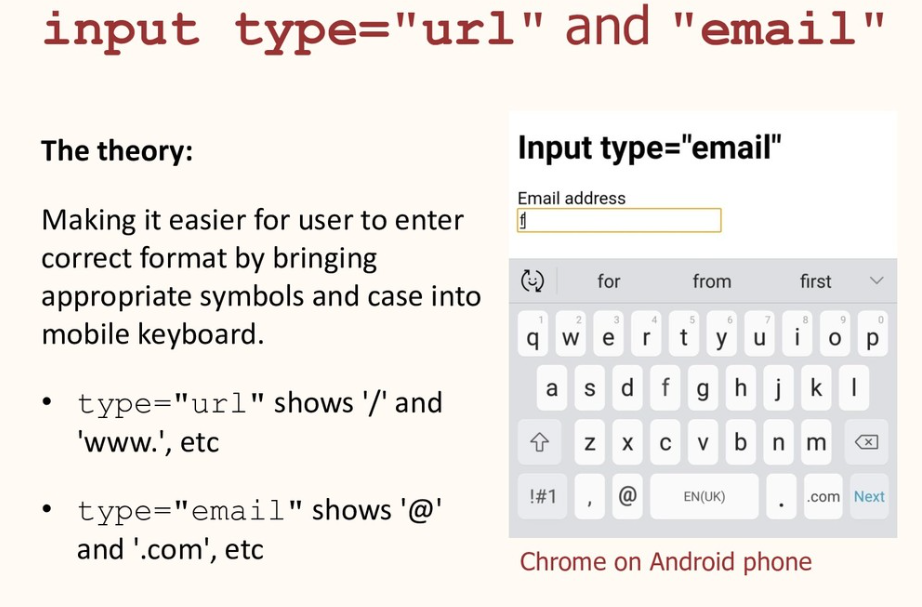 input type="url" and "email"
The theory:
Making it easier for user to enter
correct format by bringing
appropriate symbols and case into
mobile keyboard.
• type="url" shows '/' and
'www.', etc
• type="email" shows '@'
and '.com', etc
Input type="email"
Email address
f
for from first
1 2 3 4 5 6 7 8 9 0
q w e r t y u i o p
a s d f g h j k l
z x c v b n m
!#1 , @ EN(UK) . .com Next
Chrome on Android phone